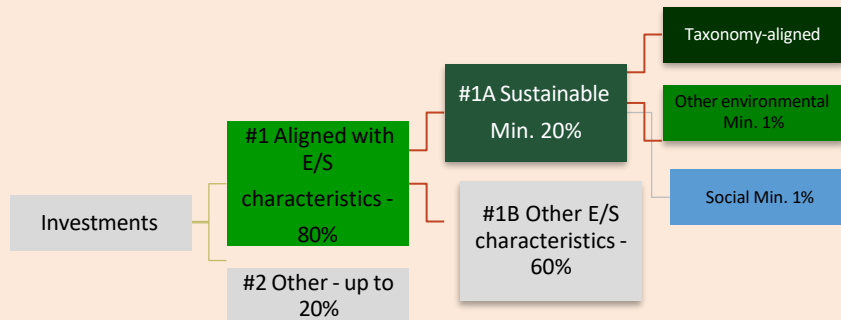 Investments
#1 Aligned with
E/S
characteristics -
80%
#2 Other - up to
20%
#1A Sustainable
Min. 20%
#1B Other E/S
characteristics -
60%
Taxonomy-aligned
Other environmental
Min. 1%
Social Min. 1%